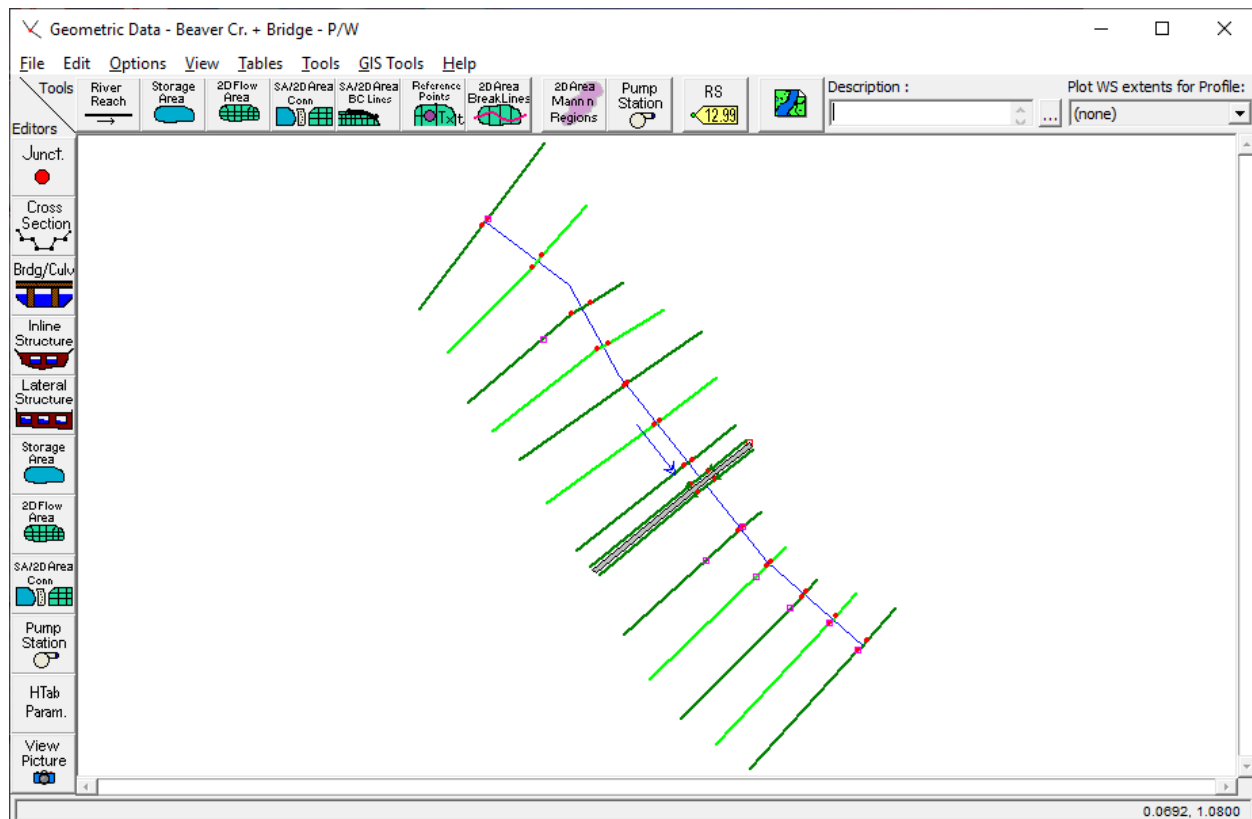 Geometric Data - Beaver Cr. + Bridge - P/W
File Edit Options View Tables Tools GIS Tools Help
Tools
Editors
River
Reach
Storage
Area
2D Flow
Area
SA/2D Area
Conn
SA/2D Area
BC Lines
Reference
Points
Txt
2D Area
BreakLines
2D Area
Mann n
Regions
Pump
Station
RS
12.99
Description :
...
Plot WS extents for Profile:
(none)
Junct.
Cross
Section
Brdg/Culv
Inline
Structure
Lateral
Structure
Storage
Area
2D Flow
Area
SA/2D Area
Conn
Pump
Station
HTab
Param.
View
Picture
0.0692, 1.0800